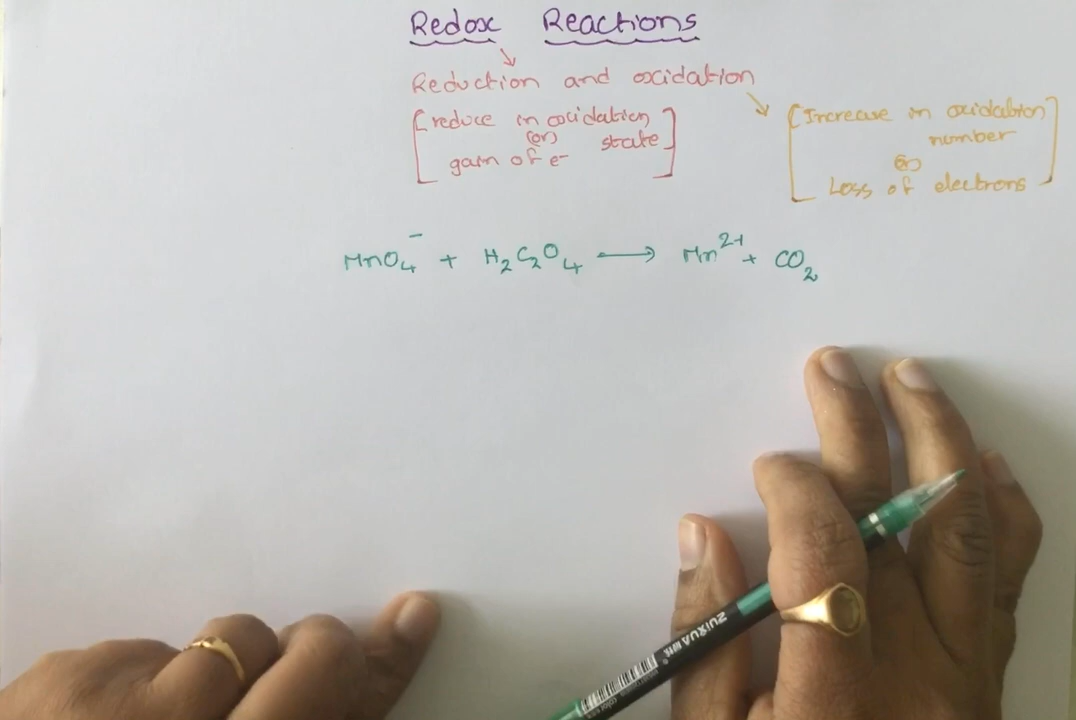 Redox Reactions
Reduction and oxidation
[reduce in oxidation
(or) state]
gain of e-
[Increase in oxidation
number
(or)
Loss of electrons]
MnO₄⁻ + H₂C₂O₄ ⟶ Mn²⁺ + CO₂
ZUIXUA